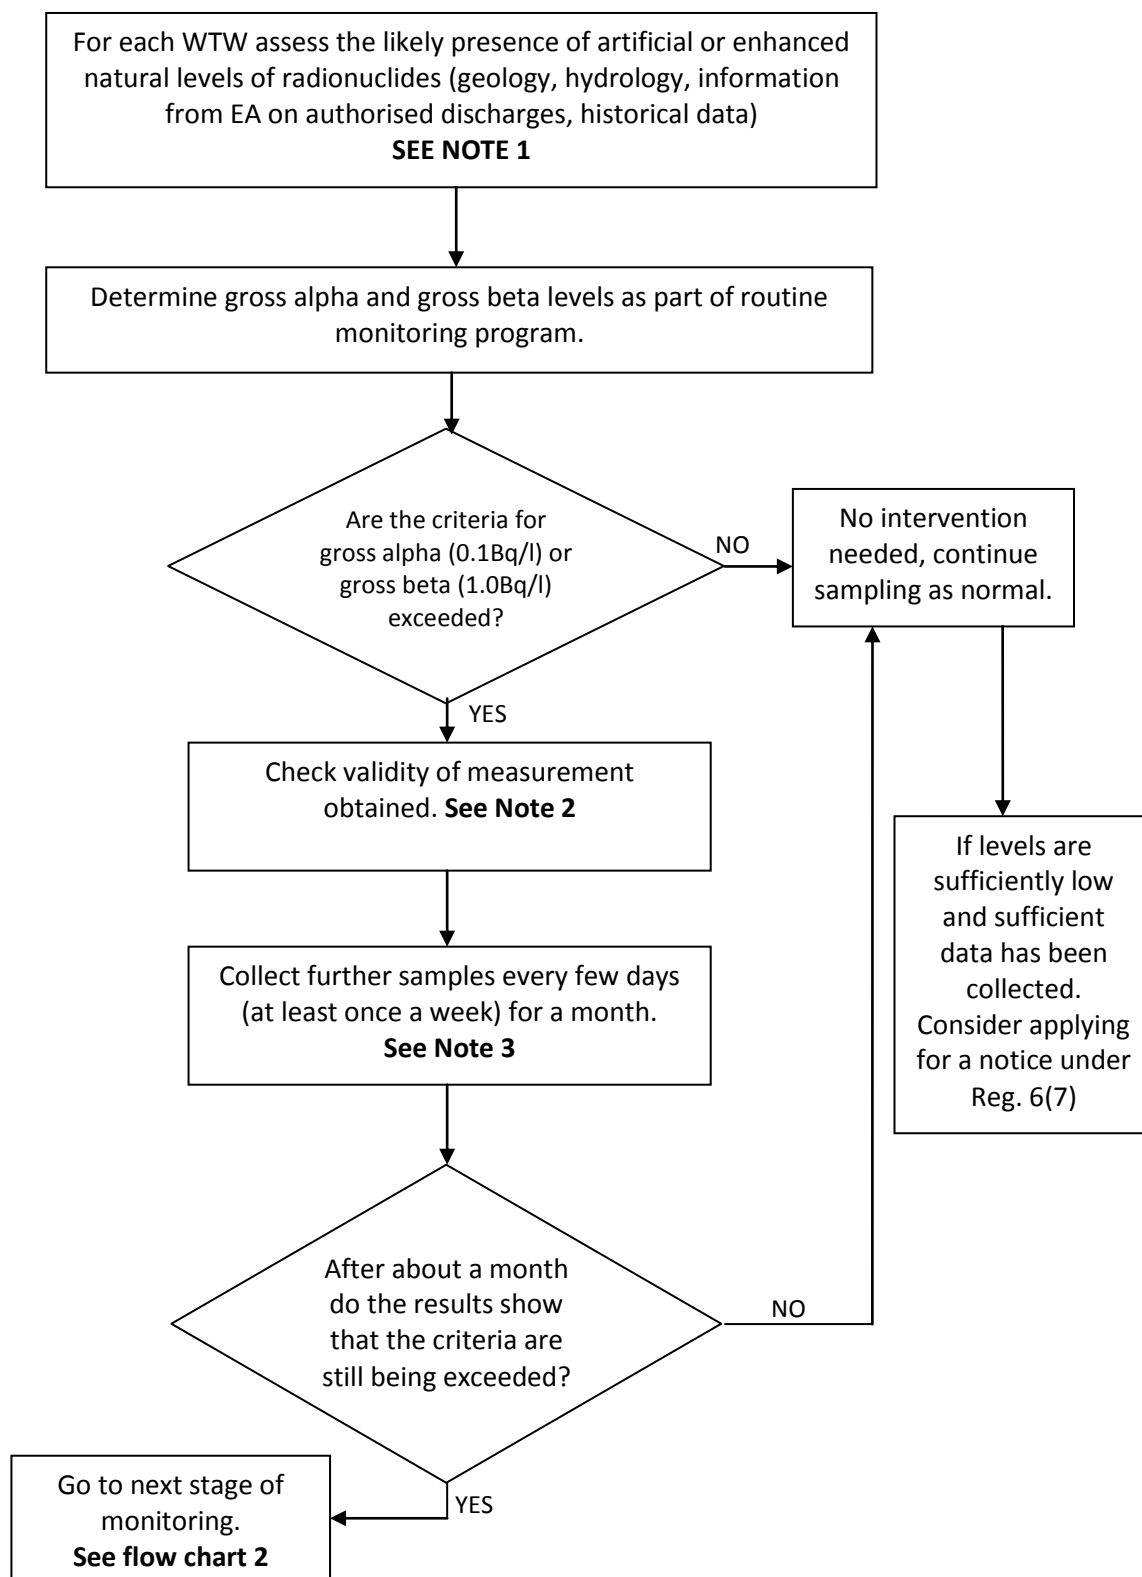 For each WTW assess the likely presence of artificial or enhanced
natural levels of radionuclides (geology, hydrology, information
from EA on authorised discharges, historical data)
SEE NOTE 1
Determine gross alpha and gross beta levels as part of routine
monitoring program.
Are the criteria for
gross alpha (0.1Bq/l) or
gross beta (1.0Bq/l)
exceeded?
NO
No intervention
needed, continue
sampling as normal.
YES
Check validity of measurement
obtained. See Note 2
If levels are
sufficiently low
and sufficient
data has been
collected.
Consider applying
for a notice under
Reg. 6(7)
Collect further samples every few days
(at least once a week) for a month.
See Note 3
After about a month
do the results show
that the criteria are
still being exceeded?
NO
YES
Go to next stage of
monitoring.
See flow chart 2